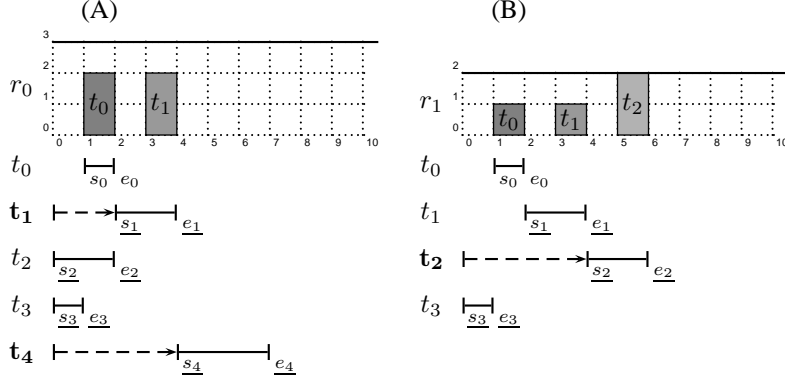 (A) (B)
3
2 2
r0 t0 t1 r1 t0 t1 t2
1 1
0 0
0 1 2 3 4 5 6 7 8 9 10 0 1 2 3 4 5 6 7 8 9 10
t0 s0 e0 t0 s0 e0
t1 s1 e1 t1 s1 e1
t2 s2 e2 t2 s2 e2
t3 s3 e3 t3 s3 e3
t4 s4 e4